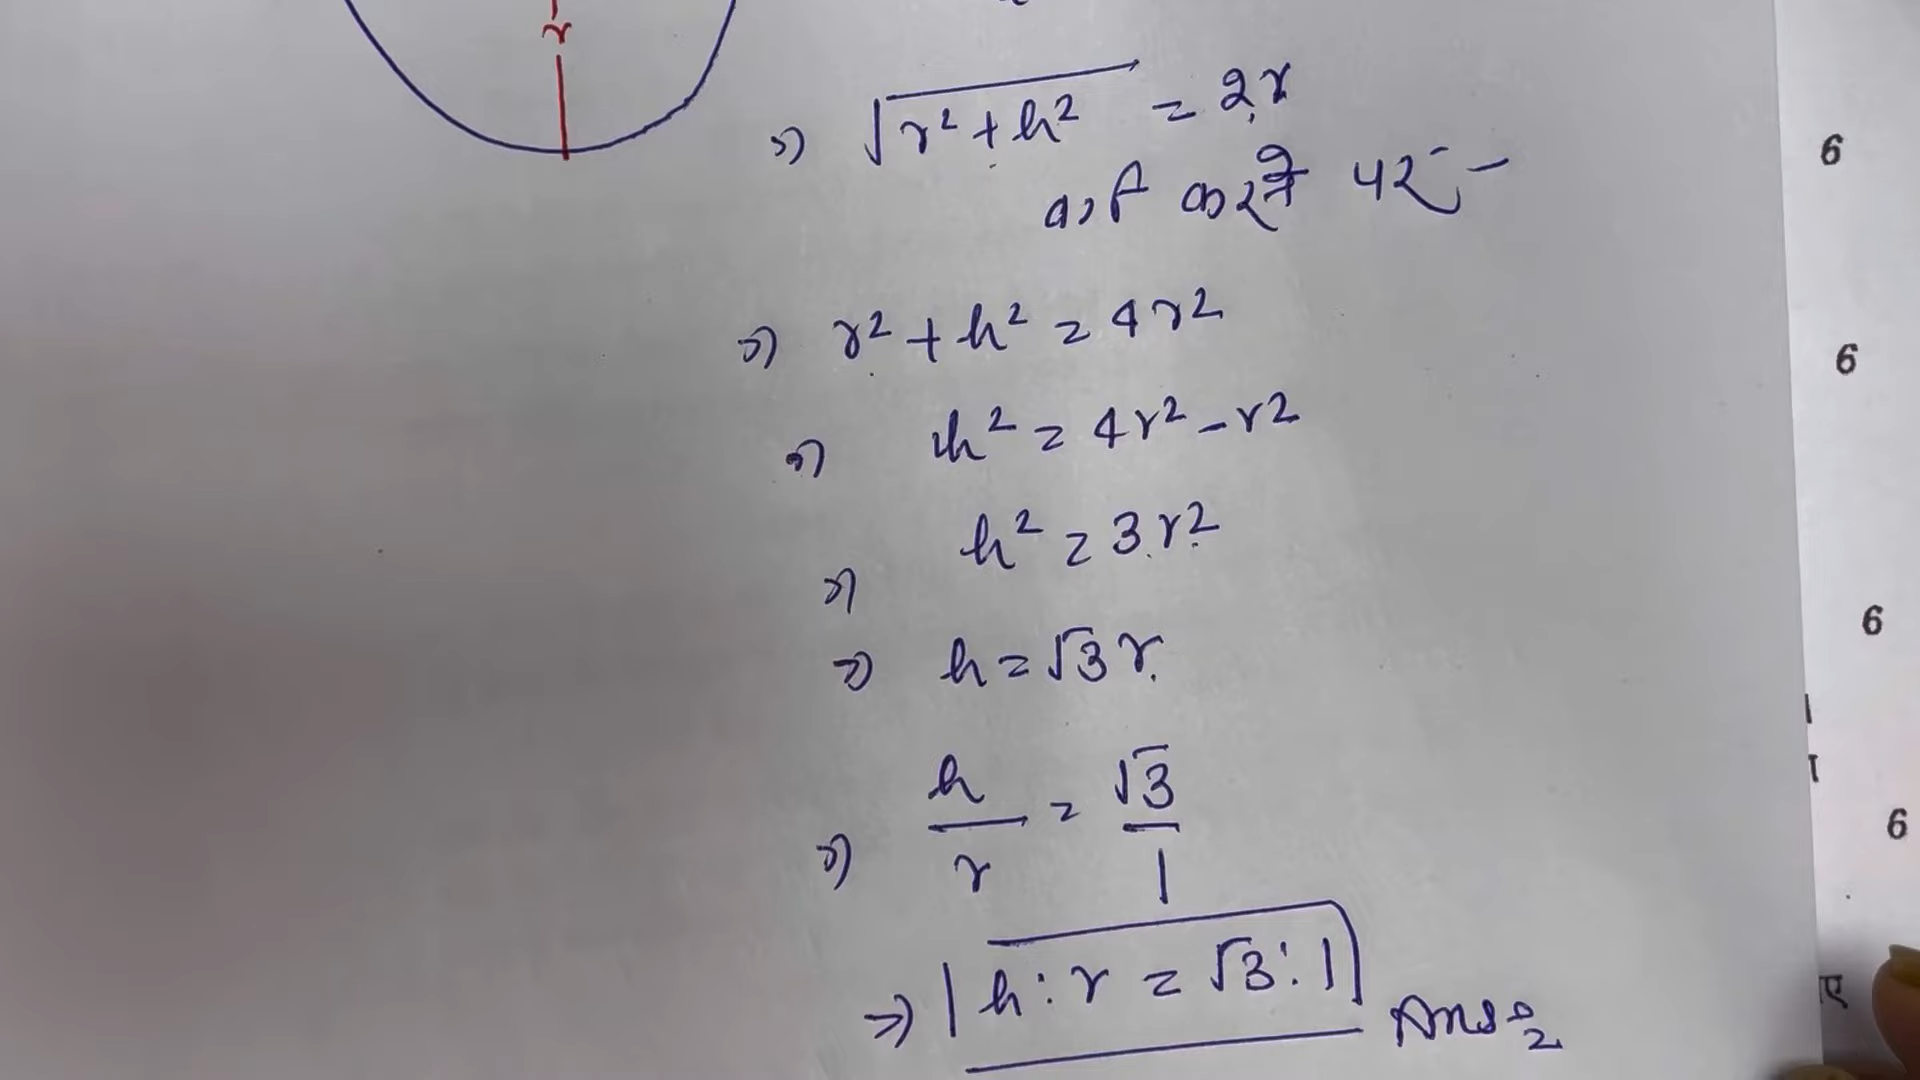 r
⇒ √r²+h² = 2r
वर्ग करने पर :-
⇒ r²+h² = 4r²
⇒ h² = 4r²-r²
⇒ h² = 3r²
⇒ h = √3 r
⇒ h/r = √3/1
⇒ h : r = √3 : 1 Ans
6
6
6
6
ए